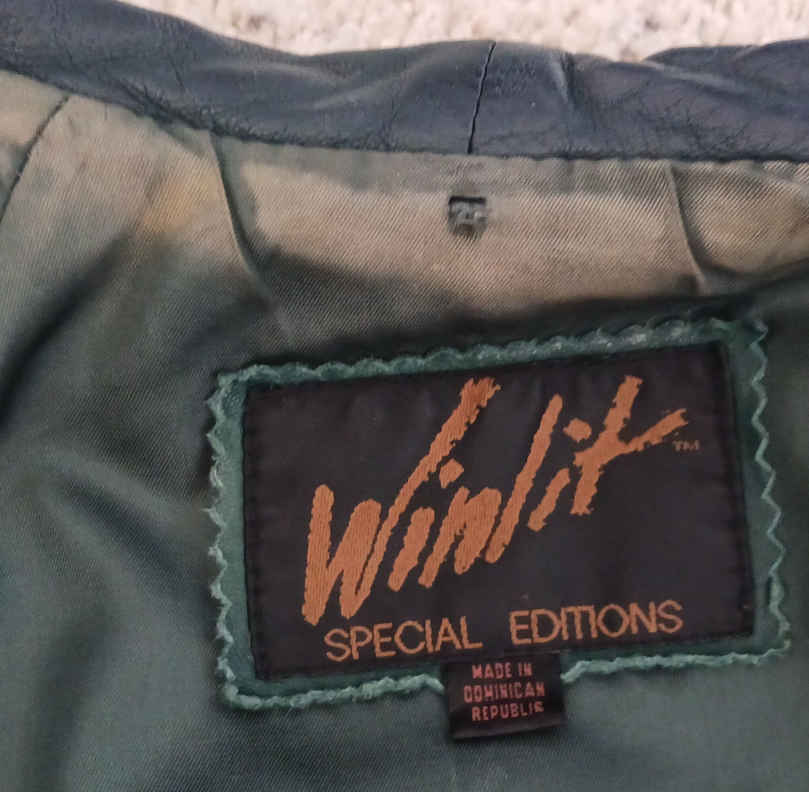 Winlit
TM
SPECIAL EDITIONS
MADE IN
DOMINICAN
REPUBLIC